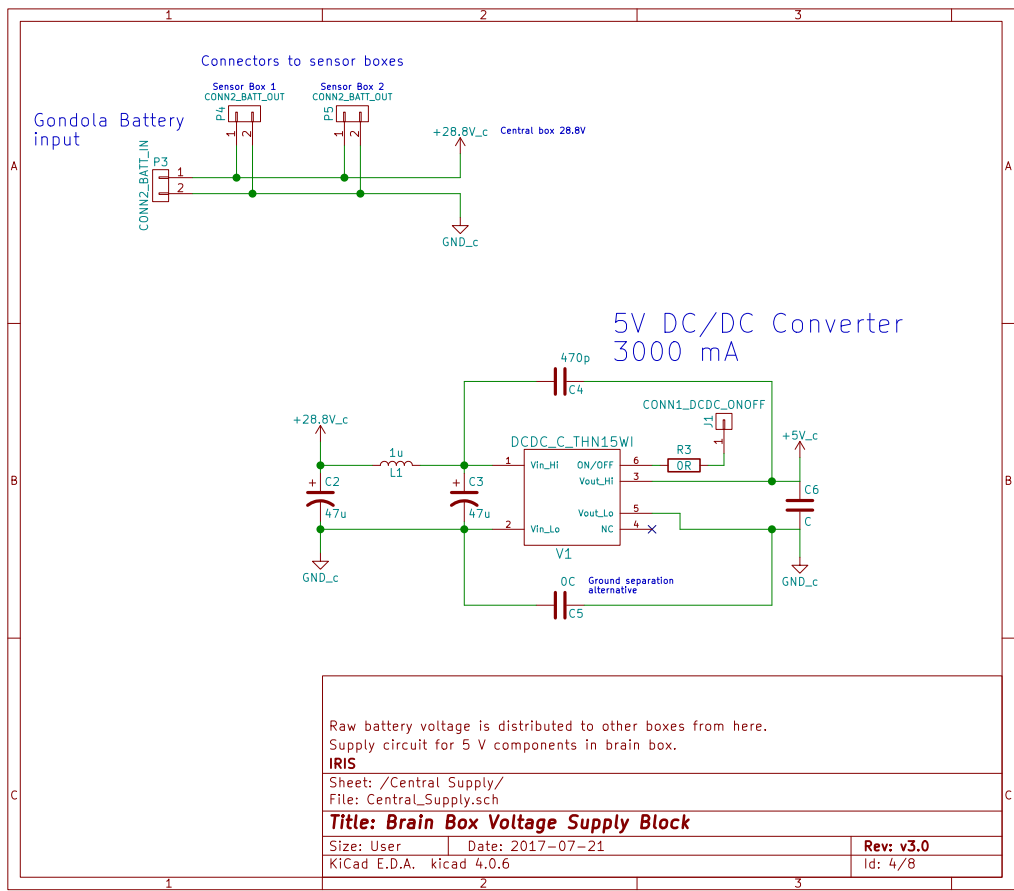 1 2 3
Connectors to sensor boxes
Sensor Box 1
CONN2_BATT_OUT
P4
1 2
Sensor Box 2
CONN2_BATT_OUT
P5
1 2
Gondola Battery
input
CONN2_BATT_IN
P3
1
2
+28.8V_c
Central box 28.8V
GND_c
A A
5V DC/DC Converter
3000 mA
470p
C4
CONN1_DCDC_ONOFF
J1
1
+28.8V_c
1u
L1
DCDC_C_THN15WI
R3
0R
+5V_c
+ C2
47u
+ C3
47u
1 Vin_Hi ON/OFF 6
Vout_Hi 3
Vout_Lo 5
2 Vin_Lo NC 4
V1
C6
C
B B
GND_c
GND_c
0C
C5
Ground separation
alternative
Raw battery voltage is distributed to other boxes from here.
Supply circuit for 5 V components in brain box.
IRIS
Sheet: /Central Supply/
File: Central_Supply.sch
C C
Title: Brain Box Voltage Supply Block
Size: User Date: 2017-07-21 Rev: v3.0
KiCad E.D.A. kicad 4.0.6 Id: 4/8
1 2 3